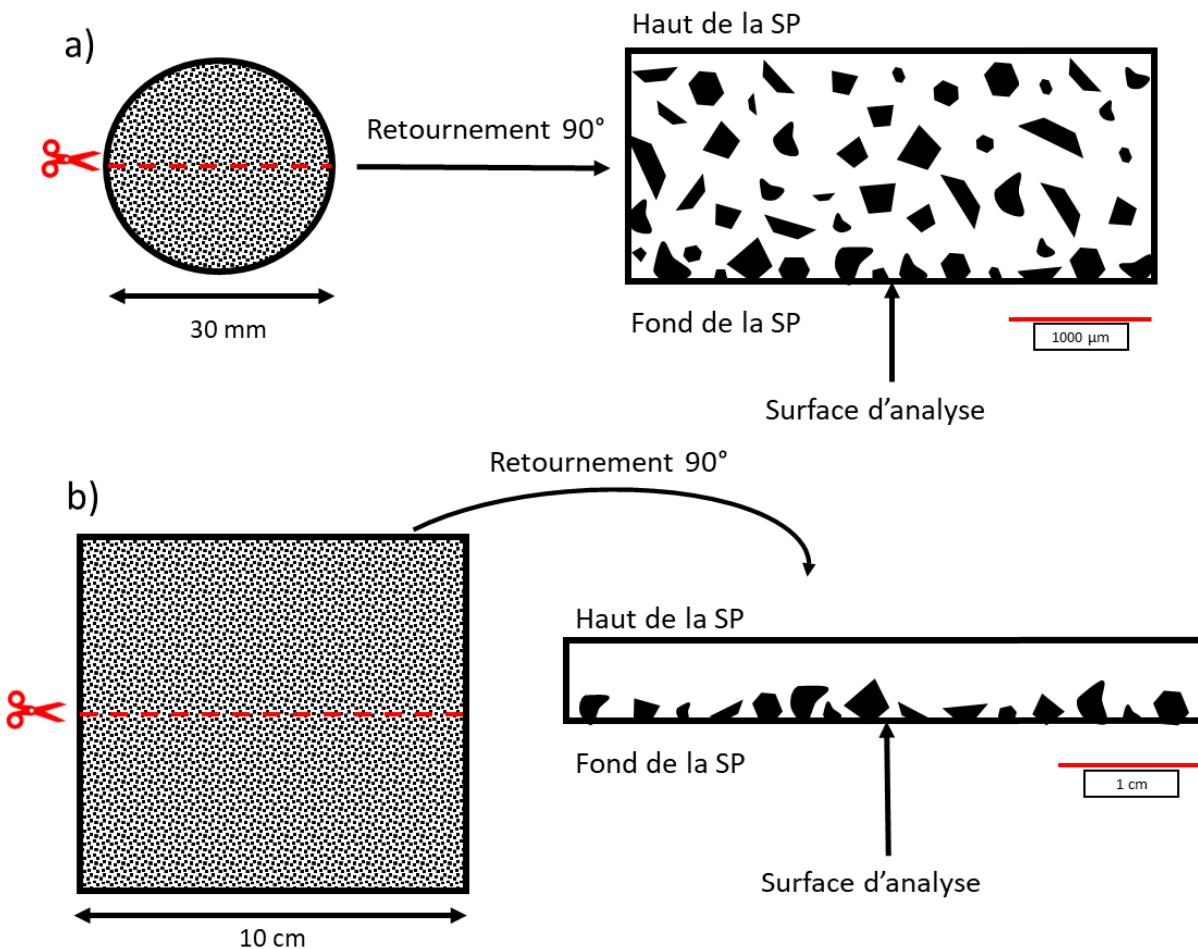 a)
Haut de la SP
Retournement 90°
30 mm
Fond de la SP
1000 µm
Surface d'analyse
Retournement 90°
b)
Haut de la SP
Fond de la SP
1 cm
Surface d'analyse
10 cm